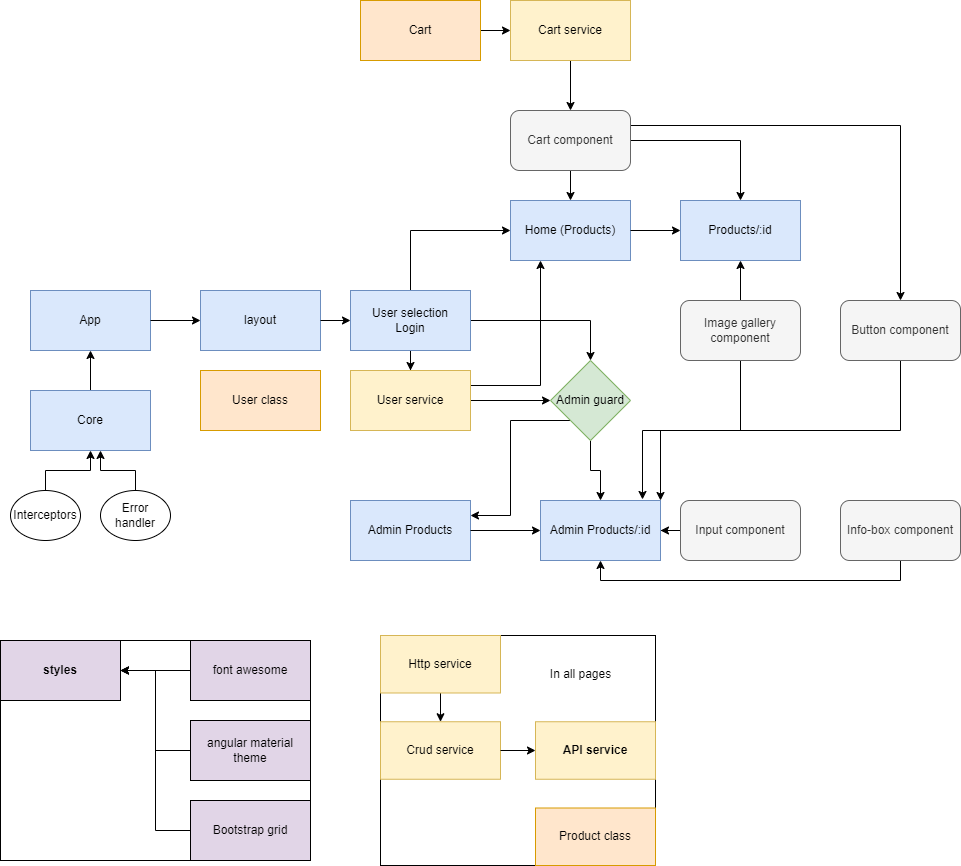 Cart
Cart service
Cart component
Home (Products)
Products/:id
App
layout
User selection
Login
Image gallery
component
Button component
User class
User service
Admin guard
Core
Interceptors
Error
handler
Admin Products
Admin Products/:id
Input component
Info-box component
styles
font awesome
angular material
theme
Bootstrap grid
Http service
In all pages
Crud service
API service
Product class